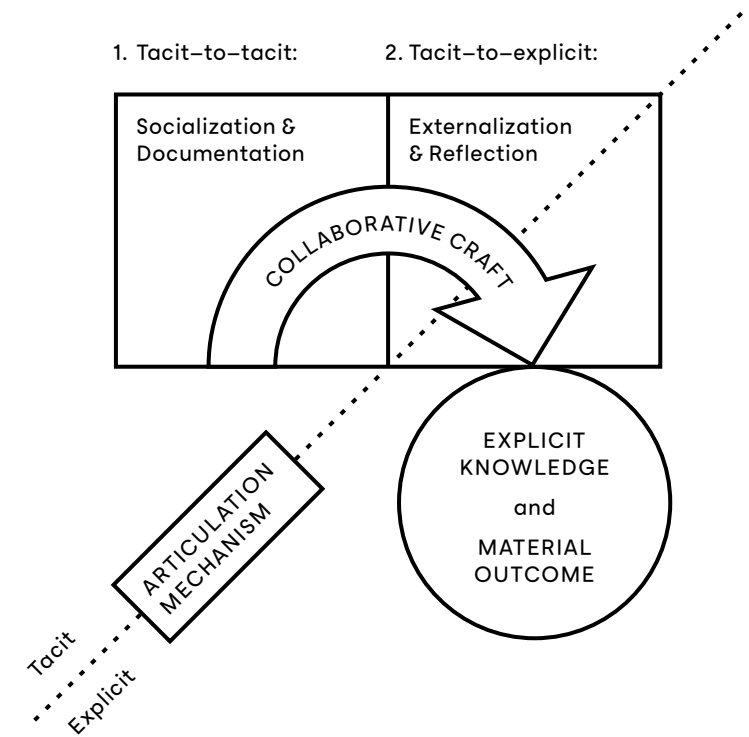 1. Tacit–to–tacit:
2. Tacit–to–explicit:
Socialization &
Documentation
Externalization
& Reflection
COLLABORATIVE CRAFT
ARTICULATION
MECHANISM
EXPLICIT
KNOWLEDGE
and
MATERIAL
OUTCOME
Tacit
Explicit